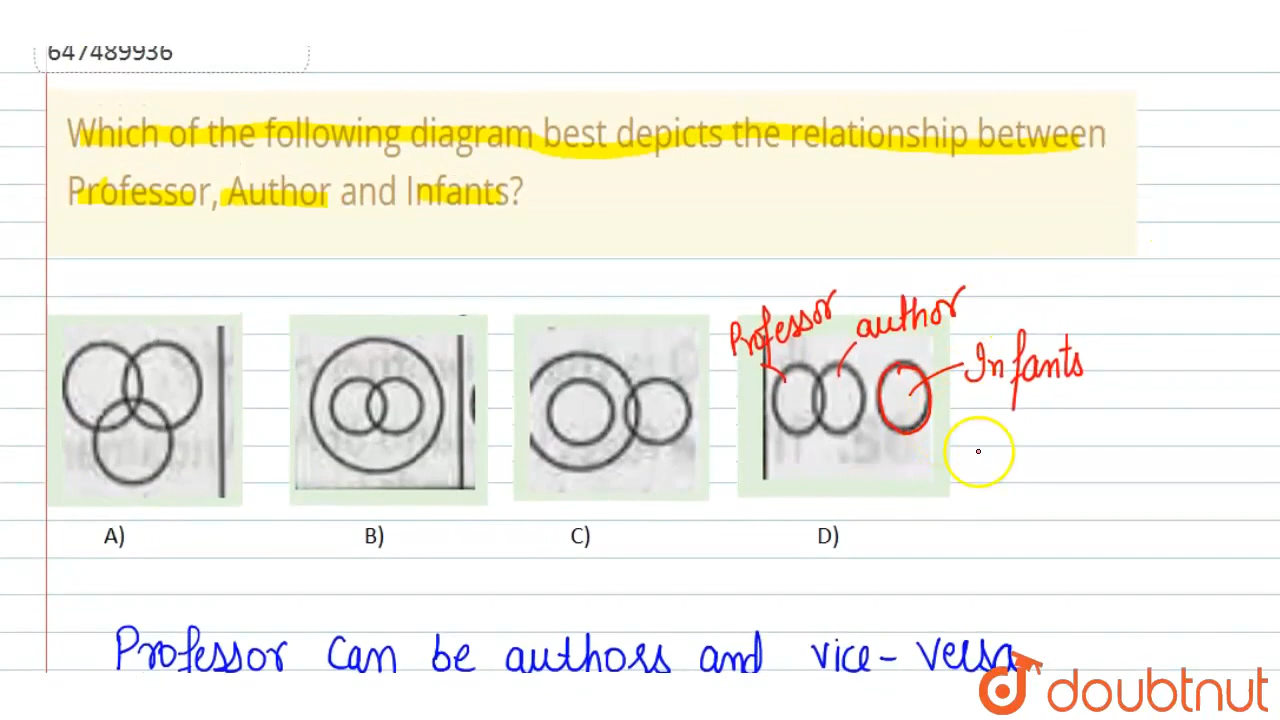 647489936
Which of the following diagram best depicts the relationship between
Professor, Author and Infants?
Professor author Infants
A) B) C) D)
Professor can be authors and vice-versa
doubtnut